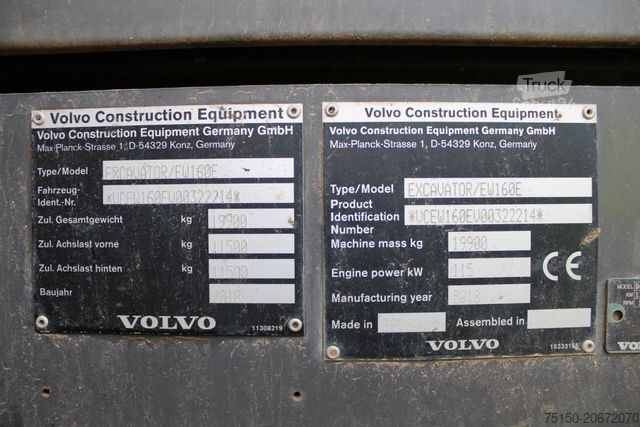 Truck
Volvo Construction Equipment
Volvo Construction Equipment Germany GmbH
Max-Planck-Strasse 1, D-54329 Konz, Germany
Type/Model EXCAVATOR/EW160E
Fahrzeug-
Ident.-Nr. *VCEW160EV00322214*
Zul. Gesamtgewicht kg 19900
Zul. Achslast vorne kg 11500
Zul. Achslast hinten kg 11500
Baujahr 2018
VOLVO
11308219
Volvo Construction Equipment
Volvo Construction Equipment Germany GmbH
Max-Planck-Strasse 1, D-54329 Konz, Germany
Type/Model EXCAVATOR/EW160E
Product
Identification *VCEW160EV00322214*
Number
Machine mass kg 19900
Engine power kW 115
Manufacturing year 2018
CE
Made in
Assembled in
VOLVO
MODEL
KW
RPM
75150-20672070